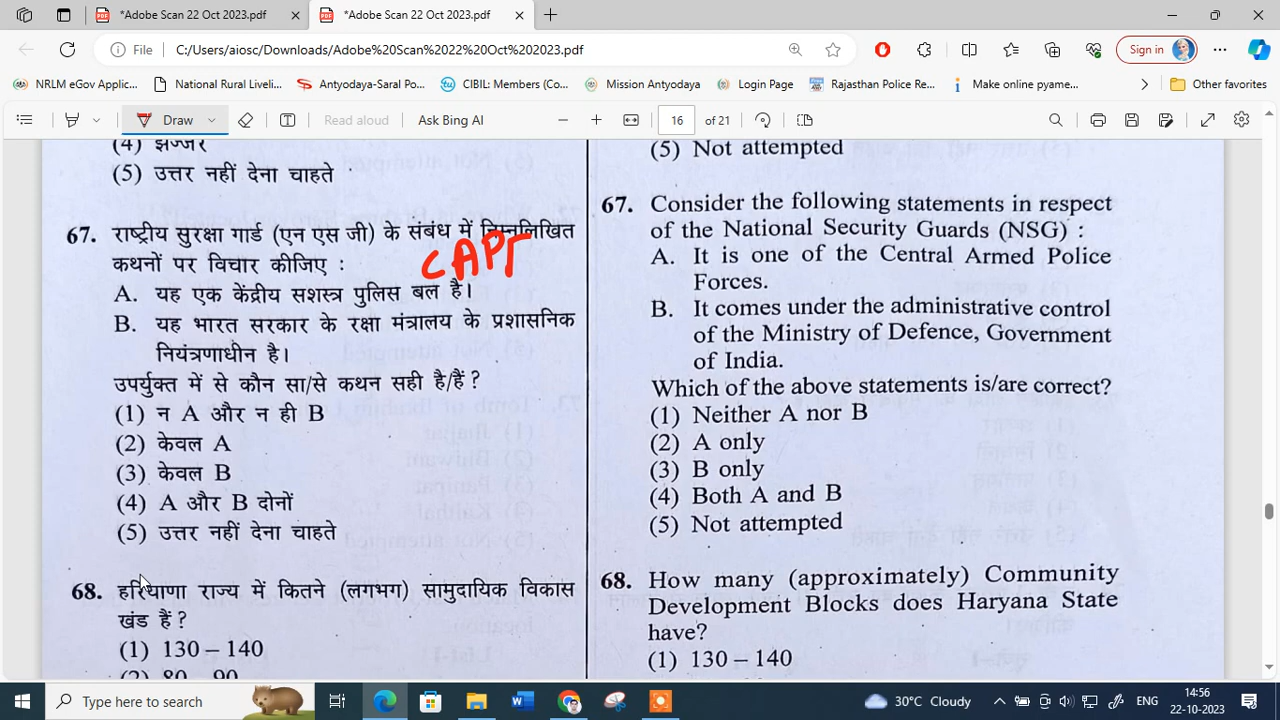 *Adobe Scan 22 Oct 2023.pdf
*Adobe Scan 22 Oct 2023.pdf
File
C:/Users/aiosc/Downloads/Adobe%20Scan%2022%20Oct%202023.pdf
Sign in
NRLM eGov Applic...
National Rural Liveli...
Antyodaya-Saral Po...
CIBIL: Members (Co...
Mission Antyodaya
Login Page
Rajasthan Police Re...
Make online pyame...
Other favorites
Draw
Read aloud
Ask Bing AI
16 of 21
(4) झज्जर
(5) उत्तर नहीं देना चाहते
67. राष्ट्रीय सुरक्षा गार्ड (एन एस जी) के संबंध में निम्नलिखित
कथनों पर विचार कीजिए :
CAPF
A. यह एक केंद्रीय सशस्त्र पुलिस बल है।
B. यह भारत सरकार के रक्षा मंत्रालय के प्रशासनिक
नियंत्रणाधीन है।
उपर्युक्त में से कौन सा/से कथन सही है/हैं ?
(1) न A और न ही B
(2) केवल A
(3) केवल B
(4) A और B दोनों
(5) उत्तर नहीं देना चाहते
68. हरियाणा राज्य में कितने (लगभग) सामुदायिक विकास
खंड हैं ?
(1) 130 – 140
(2) 80 – 90
(5) Not attempted
67. Consider the following statements in respect
of the National Security Guards (NSG) :
A. It is one of the Central Armed Police
Forces.
B. It comes under the administrative control
of the Ministry of Defence, Government
of India.
Which of the above statements is/are correct?
(1) Neither A nor B
(2) A only
(3) B only
(4) Both A and B
(5) Not attempted
68. How many (approximately) Community
Development Blocks does Haryana State
have?
(1) 130 – 140
Type here to search
30°C Cloudy
ENG
14:56
22-10-2023